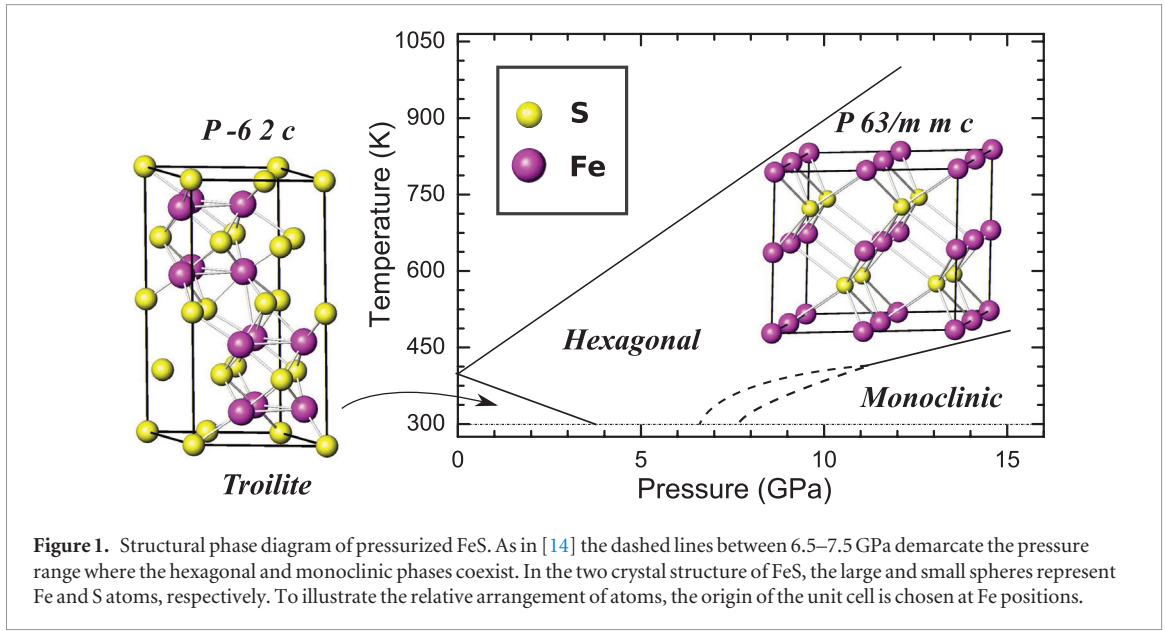 P -6 2 c
Troilite
S
Fe
P 63/m m c
Hexagonal
Monoclinic
Temperature (K)
1050
900
750
600
450
300
0
5
10
15
Pressure (GPa)
Figure 1. Structural phase diagram of pressurized FeS. As in [14] the dashed lines between 6.5–7.5 GPa demarcate the pressure
range where the hexagonal and monoclinic phases coexist. In the two crystal structure of FeS, the large and small spheres represent
Fe and S atoms, respectively. To illustrate the relative arrangement of atoms, the origin of the unit cell is chosen at Fe positions.